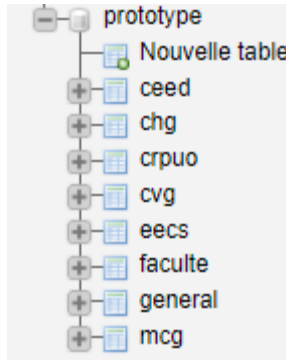 prototype
Nouvelle table
ceed
chg
crpuo
cvg
eecs
faculte
general
mcg